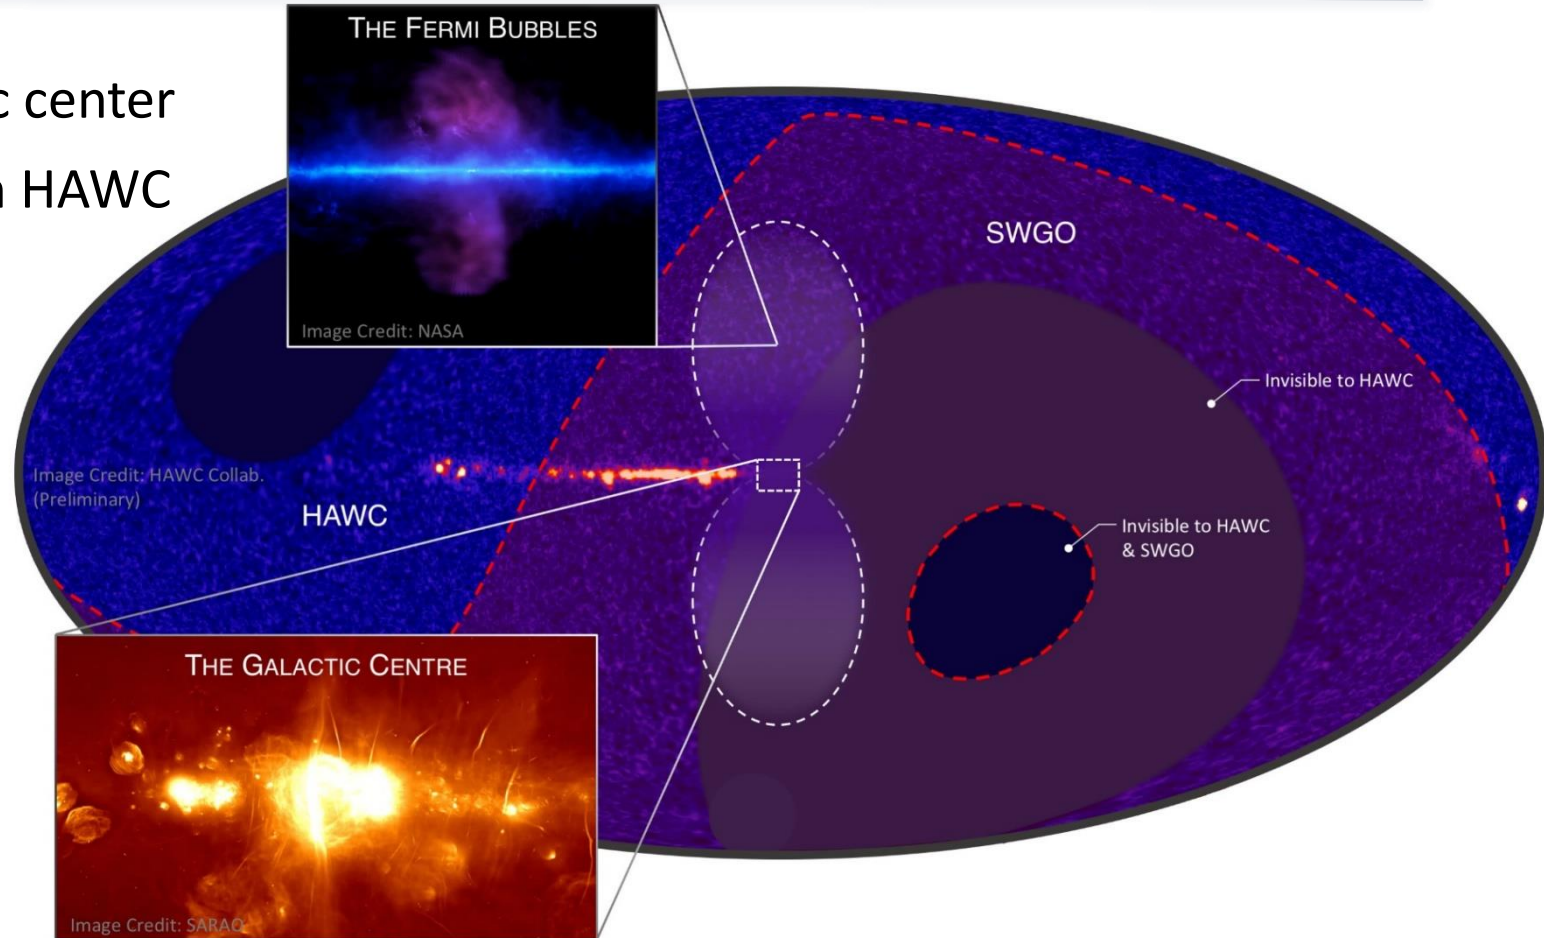 c center
HAWC
THE FERMI BUBBLES
Image Credit: NASA
SWGO
Invisible to HAWC
Image Credit: HAWC Collab.
(Preliminary)
HAWC
Invisible to HAWC
& SWGO
THE GALACTIC CENTRE
Image Credit: SARAO